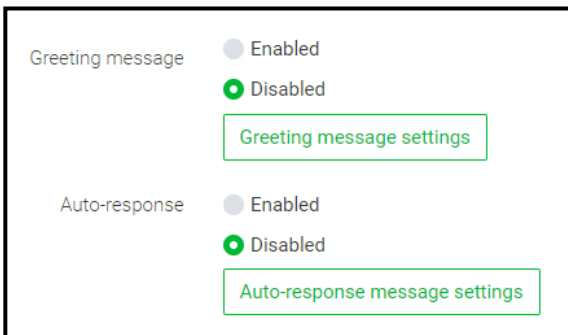 Greeting message
Enabled
Disabled
Greeting message settings
Auto-response
Enabled
Disabled
Auto-response message settings